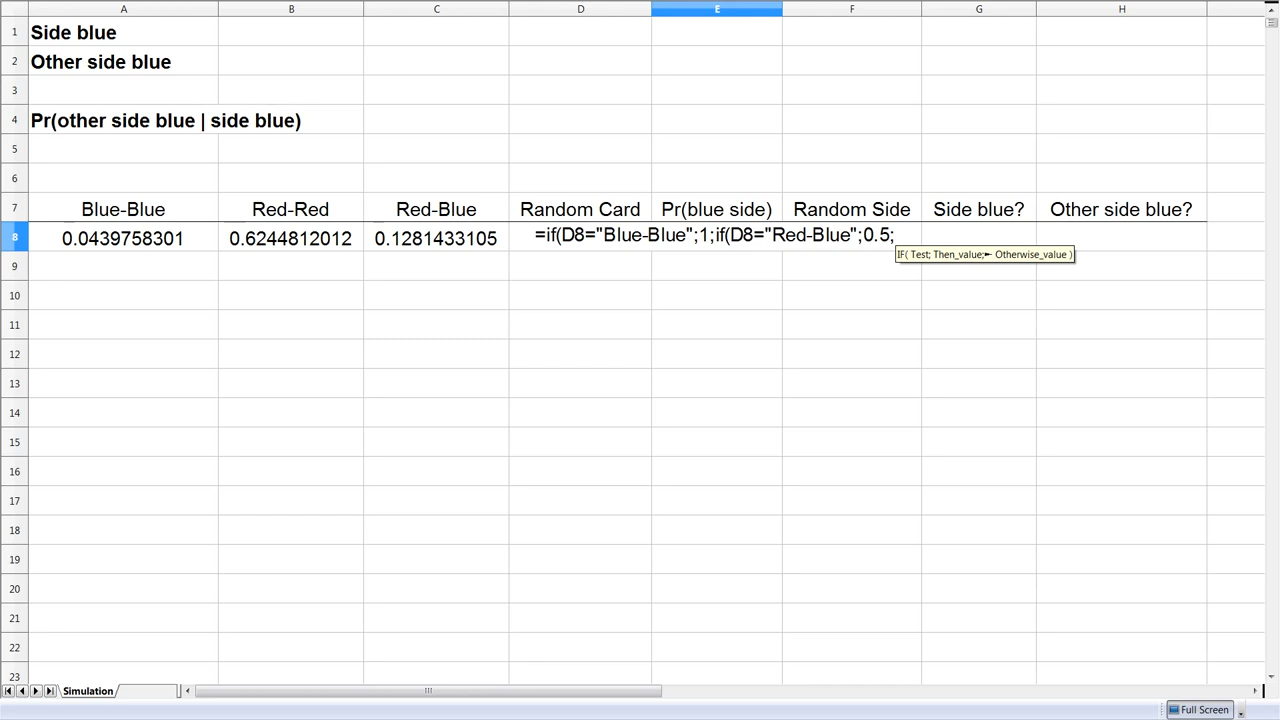 A B C D E F G H
1 Side blue
2 Other side blue
3
4 Pr(other side blue | side blue)
5
6
7 Blue-Blue Red-Red Red-Blue Random Card Pr(blue side) Random Side Side blue? Other side blue?
8 0.0439758301 0.6244812012 0.1281433105 =if(D8="Blue-Blue";1;if(D8="Red-Blue";0.5;
IF( Test; Then_value; Otherwise_value )
9
10
11
12
13
14
15
16
17
18
19
20
21
22
23
Simulation
Full Screen